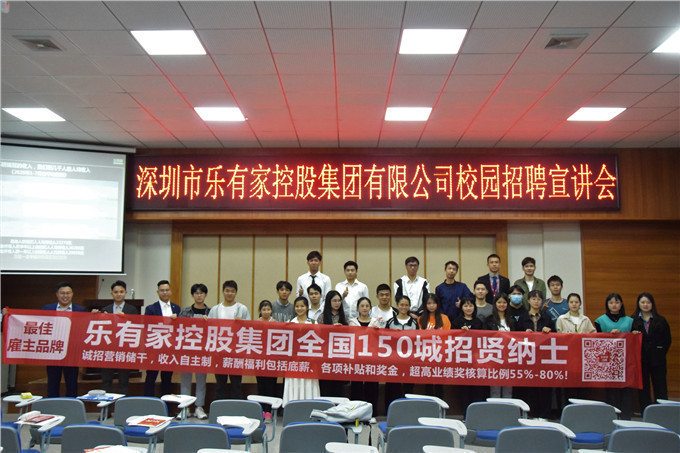 深圳市乐有家控股集团有限公司校园招聘宣讲会
最佳
雇主品牌
乐有家控股集团全国150城招贤纳士
诚招营销储干，收入自主制，薪酬福利包括底薪、各项补贴和奖金，超高业绩奖核算比例55%-80%！